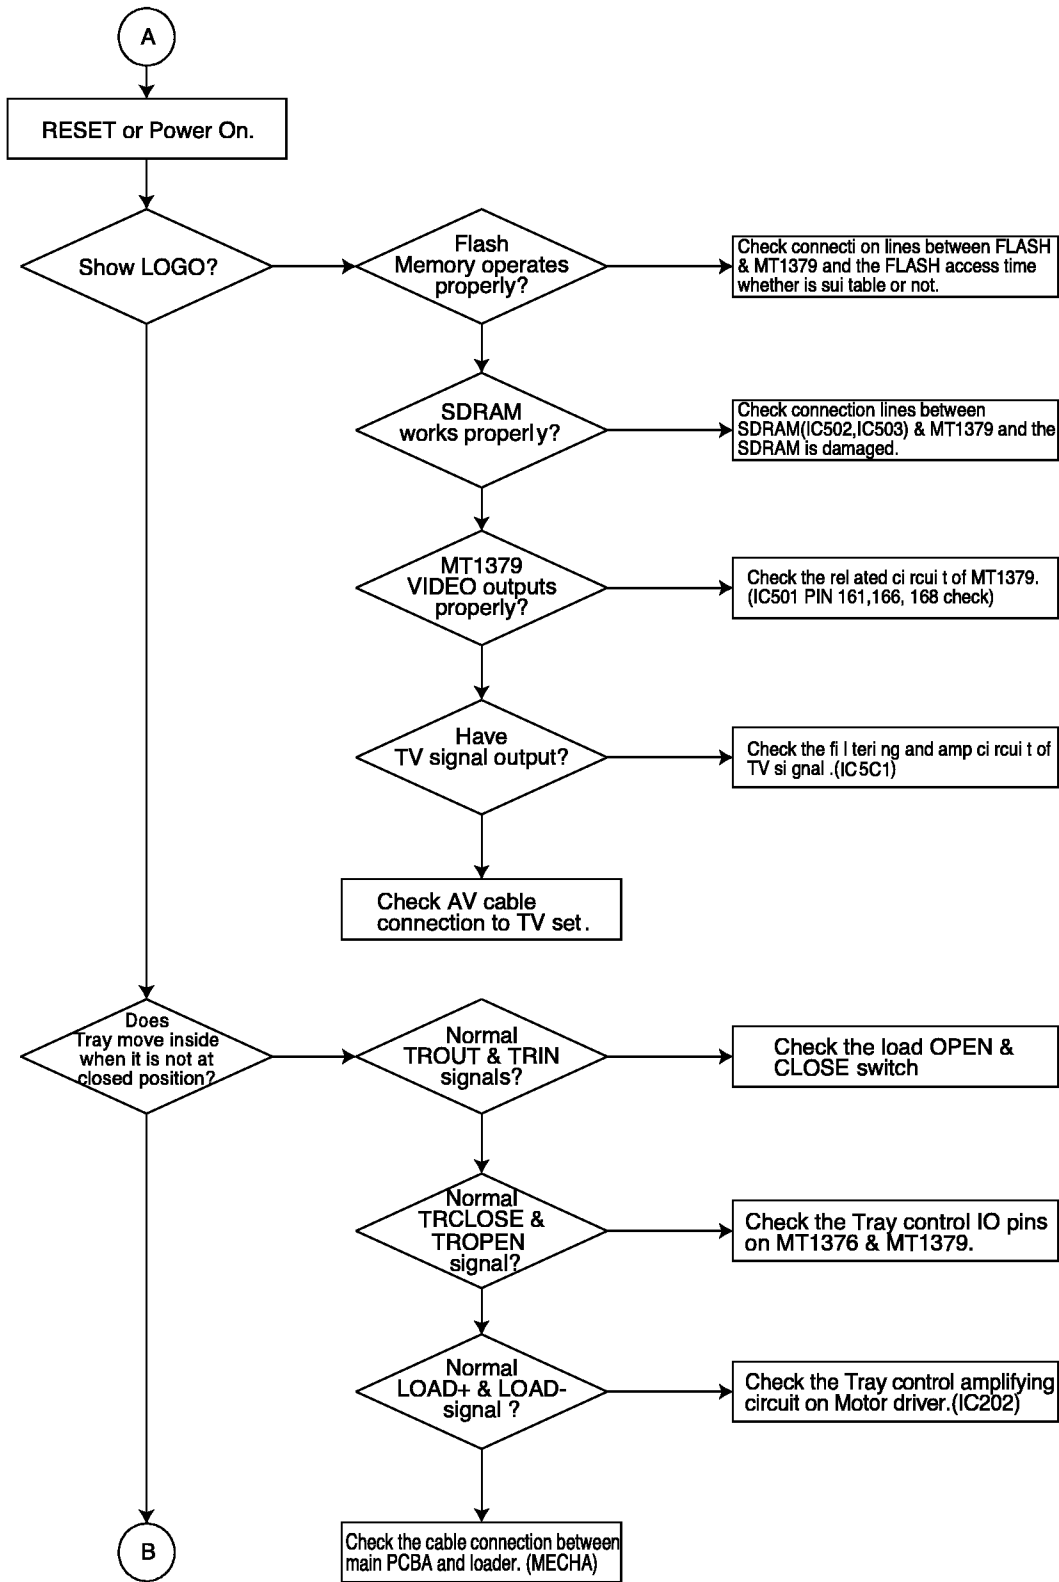 A
RESET or Power On.
Show LOGO?
Flash
Memory operates
properly?
Check connecti on lines between FLASH
& MT1379 and the FLASH access time
whether is sui table or not.
SDRAM
works properly?
Check connection lines between
SDRAM(IC502,IC503) & MT1379 and the
SDRAM is damaged.
MT1379
VIDEO outputs
properly?
Check the rel ated ci rcui t of MT1379.
(IC501 PIN 161,166, 168 check)
Have
TV signal output?
Check the fi l teri ng and amp ci rcui t of
TV si gnal .(IC5C1)
Check AV cable
connection to TV set .
Does
Tray move inside
when it is not at
closed position?
Normal
TROUT & TRIN
signals?
Check the load OPEN &
CLOSE switch
Normal
TRCLOSE &
TROPEN
signal?
Check the Tray control IO pins
on MT1376 & MT1379.
Normal
LOAD+ & LOAD-
signal ?
Check the Tray control amplifying
circuit on Motor driver.(IC202)
B
Check the cable connection between
main PCBA and loader. (MECHA)